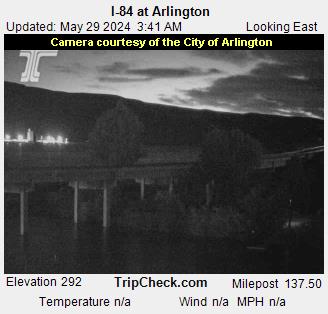 I-84 at Arlington
Updated: May 29 2024 3:41 AM Looking East
Camera courtesy of the City of Arlington
Elevation 292 TripCheck.com Milepost 137.50
Temperature n/a Wind n/a MPH n/a